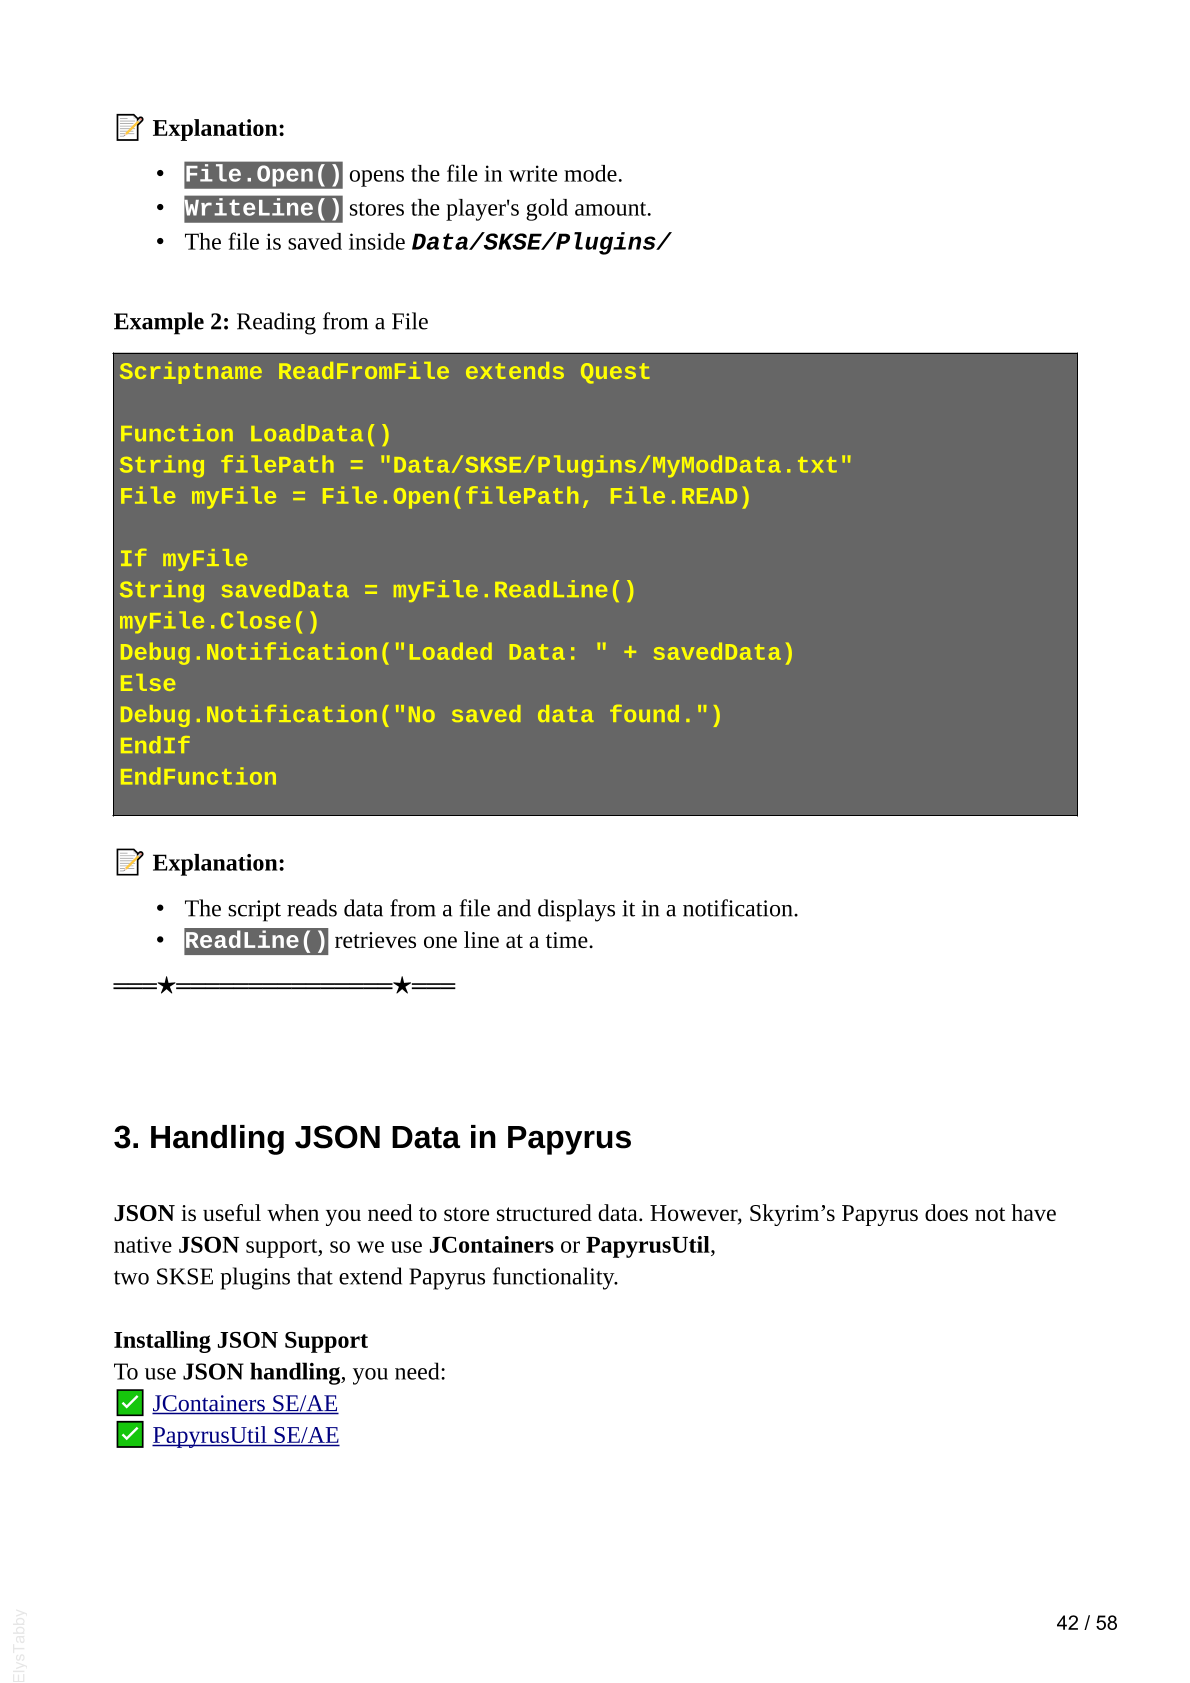 📝 Explanation:
• File.Open() opens the file in write mode.
• WriteLine() stores the player's gold amount.
• The file is saved inside Data/SKSE/Plugins/
Example 2: Reading from a File
Scriptname ReadFromFile extends Quest
Function LoadData()
String filePath = "Data/SKSE/Plugins/MyModData.txt"
File myFile = File.Open(filePath, File.READ)
If myFile
String savedData = myFile.ReadLine()
myFile.Close()
Debug.Notification("Loaded Data: " + savedData)
Else
Debug.Notification("No saved data found.")
EndIf
EndFunction
📝 Explanation:
• The script reads data from a file and displays it in a notification.
• ReadLine() retrieves one line at a time.
═══★═══════════════★═══
3. Handling JSON Data in Papyrus
JSON is useful when you need to store structured data. However, Skyrim’s Papyrus does not have
native JSON support, so we use JContainers or PapyrusUtil,
two SKSE plugins that extend Papyrus functionality.
Installing JSON Support
To use JSON handling, you need:
✅ JContainers SE/AE
✅ PapyrusUtil SE/AE
42 / 58
ElysTabby